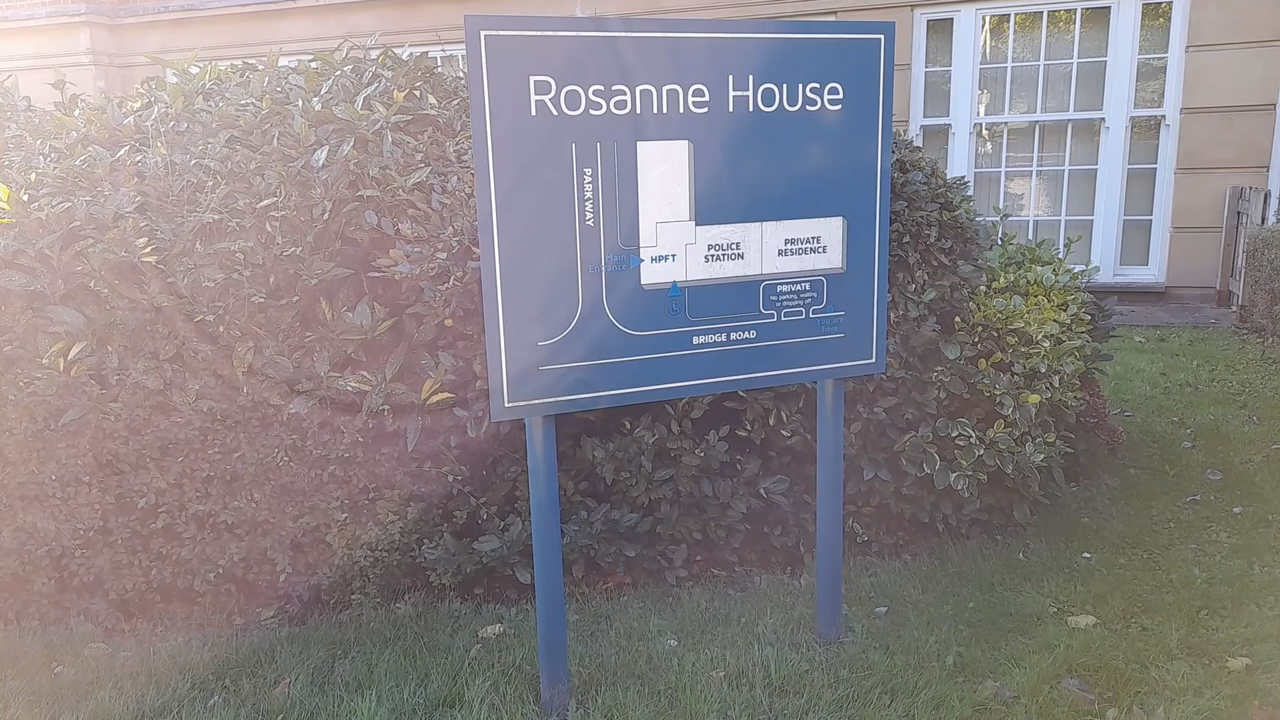 Rosanne House
PARKWAY
Main
Entrance
HPFT
POLICE
STATION
PRIVATE
RESIDENCE
PRIVATE
No parking, waiting
or dropping off
You are
here
BRIDGE ROAD